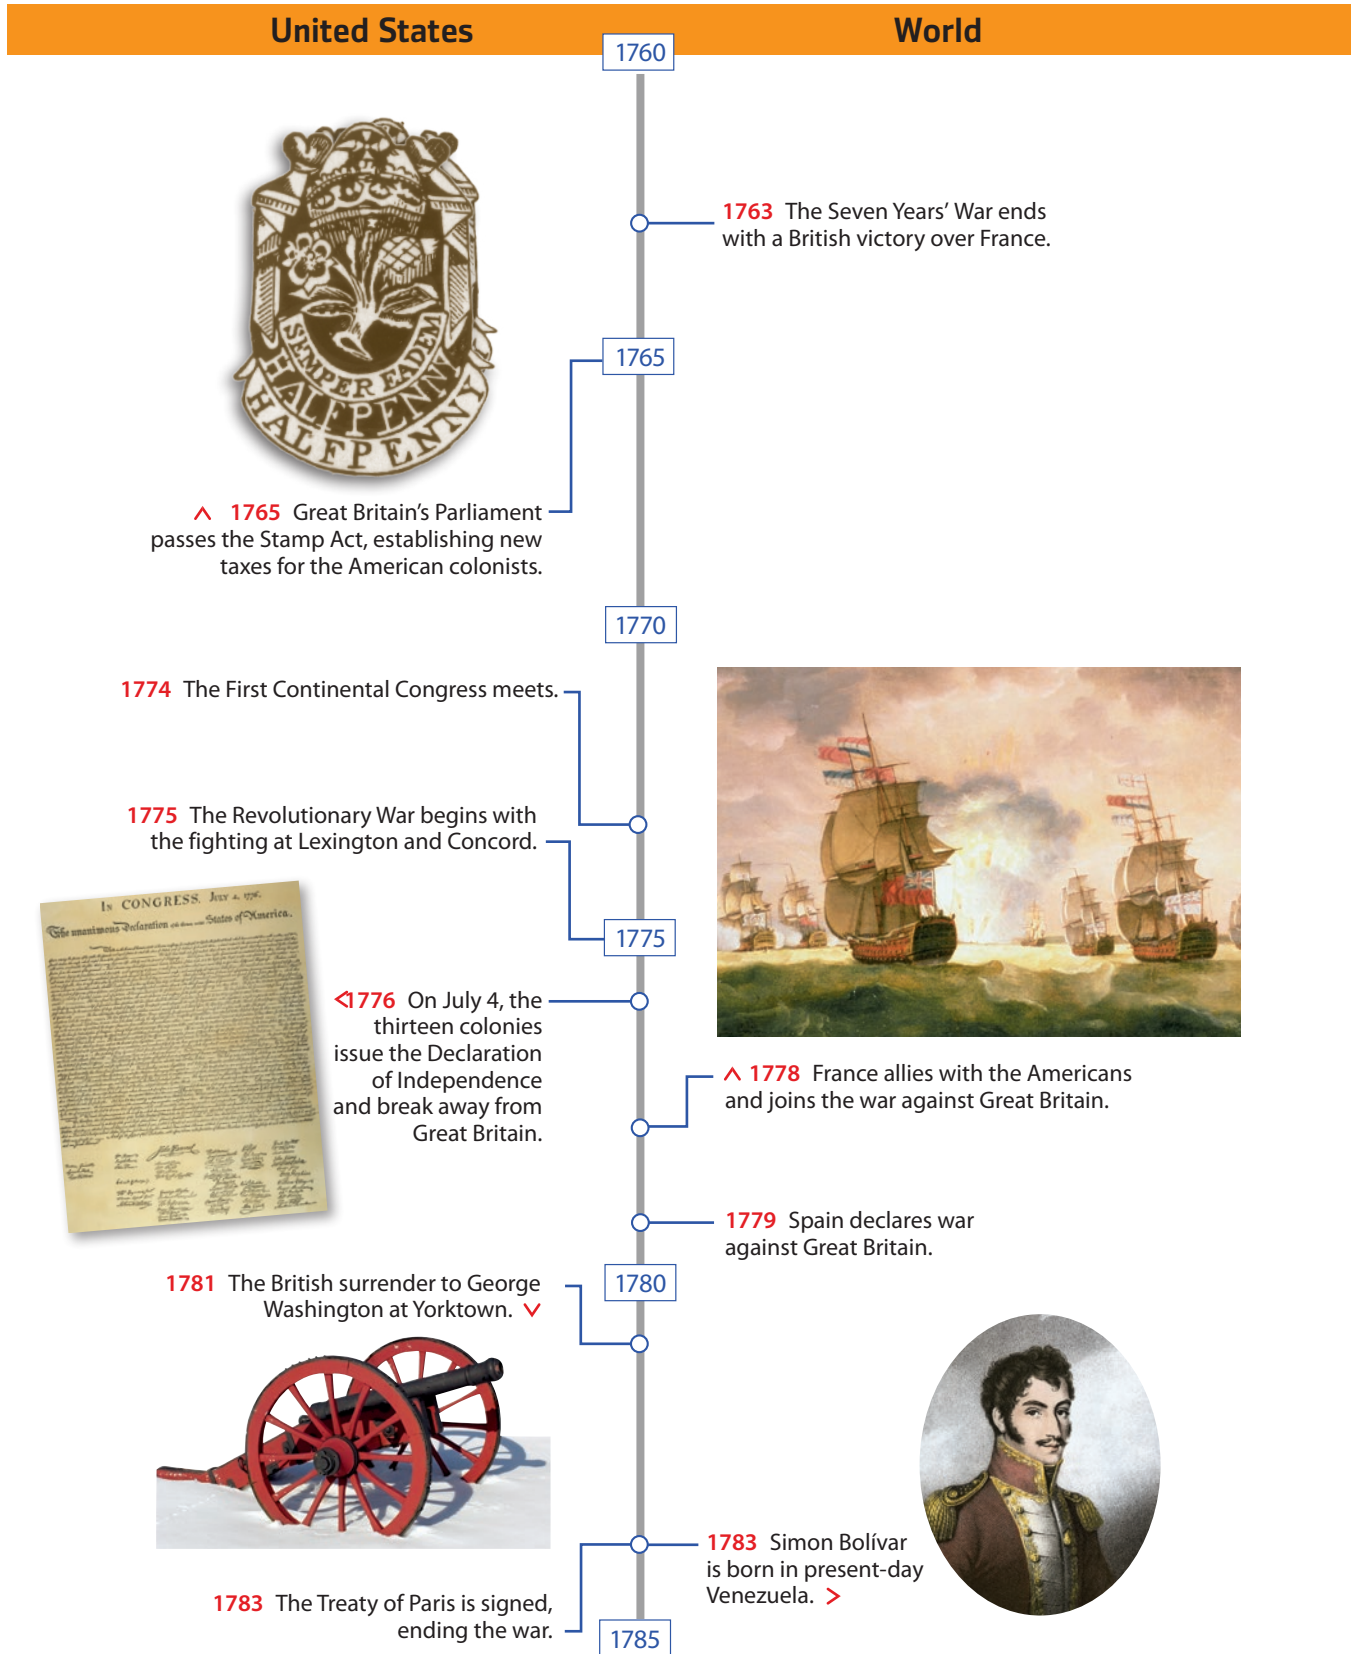 United States
World
1760
1763 The Seven Years’ War ends
with a British victory over France.
SEMPER EADEM
HALFPENNY
HALFPENNY
1765
1765 Great Britain’s Parliament
passes the Stamp Act, establishing new
taxes for the American colonists.
1770
1774 The First Continental Congress meets.
1775 The Revolutionary War begins with
the fighting at Lexington and Concord.
1775
IN CONGRESS. JULY 4, 1776.
The unanimous Declaration States of America.
1776 On July 4, the
thirteen colonies
issue the Declaration
of Independence
and break away from
Great Britain.
1778 France allies with the Americans
and joins the war against Great Britain.
1779 Spain declares war
against Great Britain.
1780
1781 The British surrender to George
Washington at Yorktown.
1783 Simon Bolívar
is born in present-day
Venezuela.
1783 The Treaty of Paris is signed,
ending the war.
1785